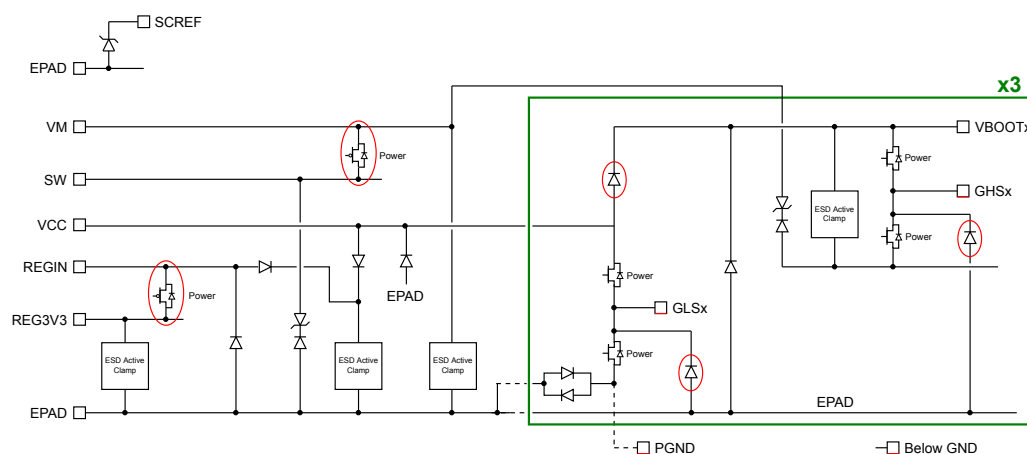 SCREF
EPAD
x3
VM
VBOOTx
Power
Power
SW
GHSx
ESD Active
Clamp
VCC
Power
REGIN
Power
EPAD
Power
GLSx
REG3V3
ESD Active
Clamp
ESD Active
Clamp
ESD Active
Clamp
Power
EPAD
EPAD
PGND
Below GND